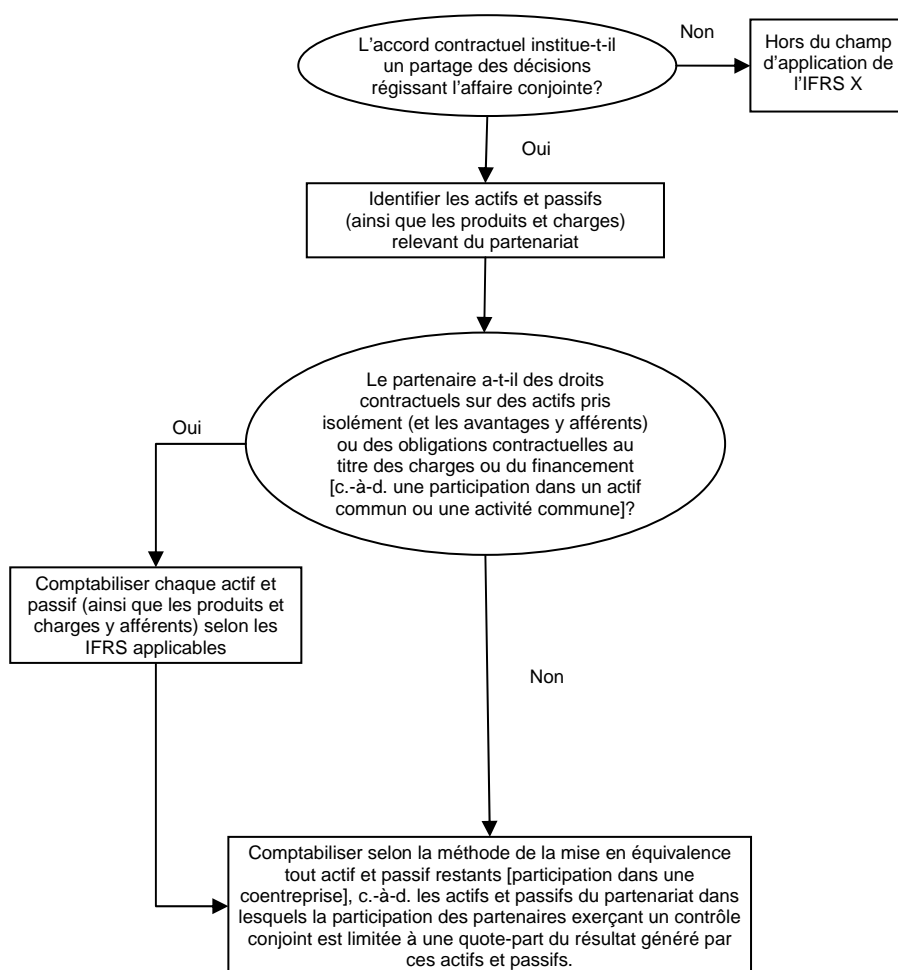 L'accord contractuel institue-t-il
un partage des décisions
régissant l'affaire conjointe?
Non
Hors du champ
d'application de
l'IFRS X
Oui
Identifier les actifs et passifs
(ainsi que les produits et charges)
relevant du partenariat
Le partenaire a-t-il des droits
contractuels sur des actifs pris
isolément (et les avantages y afférents)
ou des obligations contractuelles au
titre des charges ou du financement
[c.-à-d. une participation dans un actif
commun ou une activité commune]?
Oui
Comptabiliser chaque actif et
passif (ainsi que les produits et
charges y afférents) selon les
IFRS applicables
Non
Comptabiliser selon la méthode de la mise en équivalence
tout actif et passif restants [participation dans une
coentreprise], c.-à-d. les actifs et passifs du partenariat dans
lesquels la participation des partenaires exerçant un contrôle
conjoint est limitée à une quote-part du résultat généré par
ces actifs et passifs.